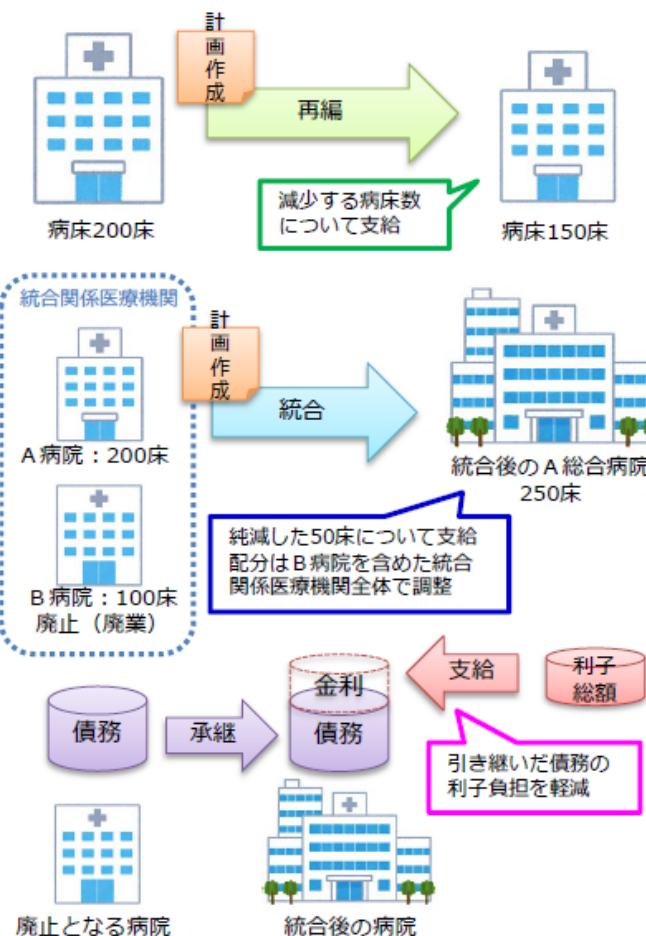 計画作成
再編
減少する病床数
について支給
病床200床
病床150床
統合関係医療機関
計画作成
統合
A病院：200床
統合後のA総合病院
250床
B病院：100床
廃止（廃業）
純減した50床について支給
配分はB病院を含めた統合
関係医療機関全体で調整
債務
承継
金利
債務
支給
利子
総額
引き継いだ債務の
利子負担を軽減
廃止となる病院
統合後の病院